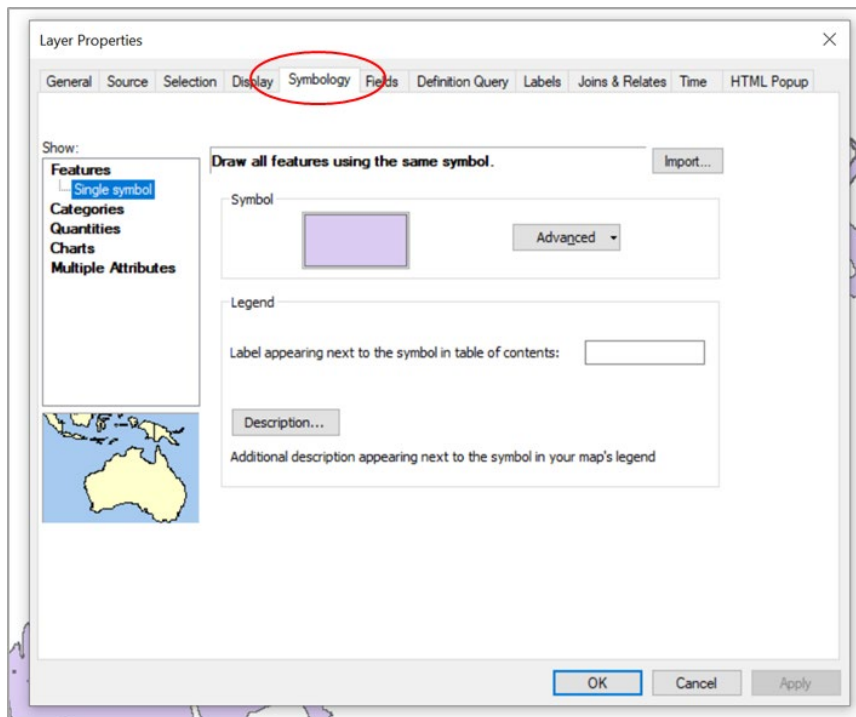 Layer Properties
General Source Selection Display Symbology Fields Definition Query Labels Joins & Relates Time HTML Popup
Show:
Features
Single symbol
Categories
Quantities
Charts
Multiple Attributes
Draw all features using the same symbol.
Import...
Symbol
Advanced
Legend
Label appearing next to the symbol in table of contents:
Description...
Additional description appearing next to the symbol in your map's legend
OK Cancel Apply